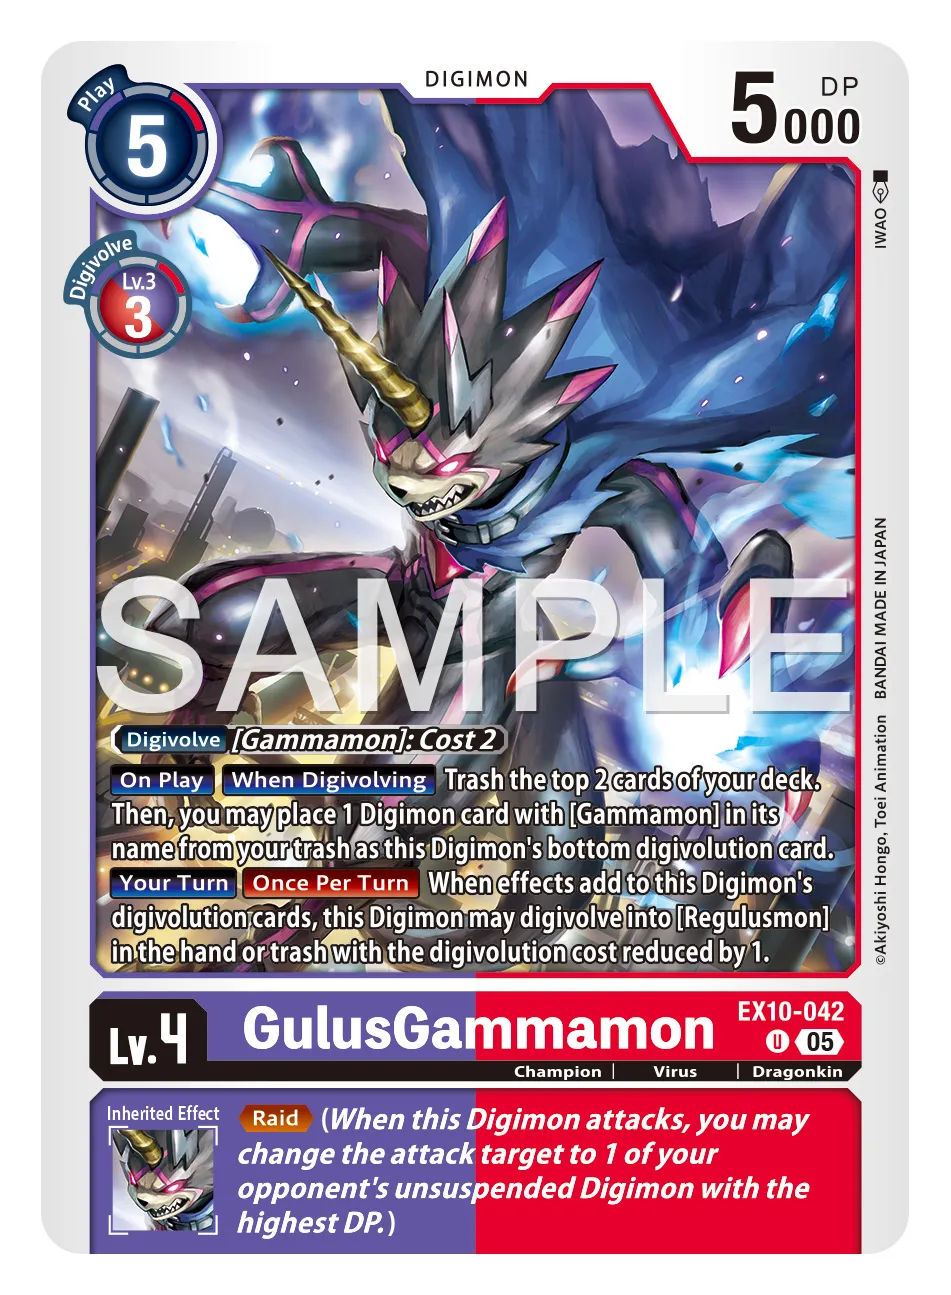 DIGIMON
Play
5
5000
DP
Digivolve
Lv.3
3
IWAO
SAMPLE
Digivolve [Gammamon]: Cost 2
On Play When Digivolving Trash the top 2 cards of your deck.
Then, you may place 1 Digimon card with [Gammamon] in its
name from your trash as this Digimon's bottom digivolution card.
Your Turn Once Per Turn When effects add to this Digimon's
digivolution cards, this Digimon may digivolve into [Regulusmon]
in the hand or trash with the digivolution cost reduced by 1.
©Akiyoshi Hongo, Toei Animation BANDAI MADE IN JAPAN
Lv.4
GulusGammamon
EX10-042
U 05
Champion | Virus | Dragonkin
Inherited Effect
Raid (When this Digimon attacks, you may
change the attack target to 1 of your
opponent's unsuspended Digimon with the
highest DP.)